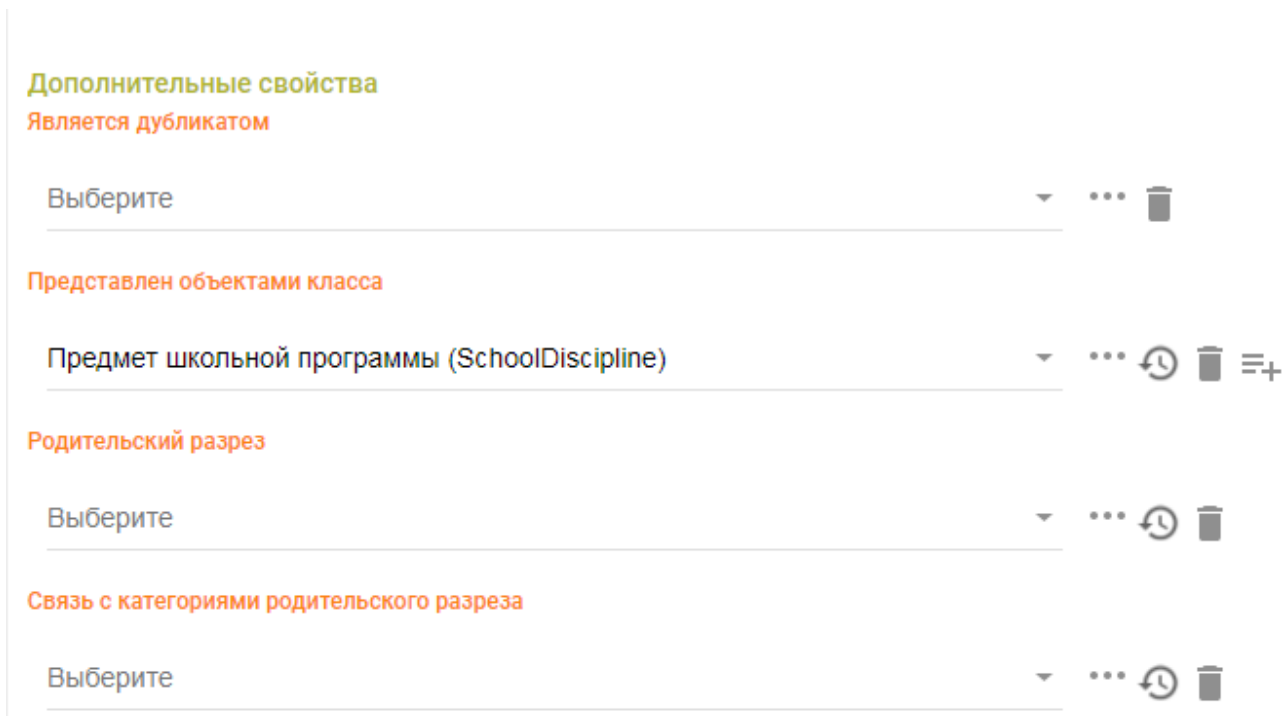 Дополнительные свойства
Является дубликатом
Выберите
Представлен объектами класса
Предмет школьной программы (SchoolDiscipline)
Родительский разрез
Выберите
Связь с категориями родительского разреза
Выберите